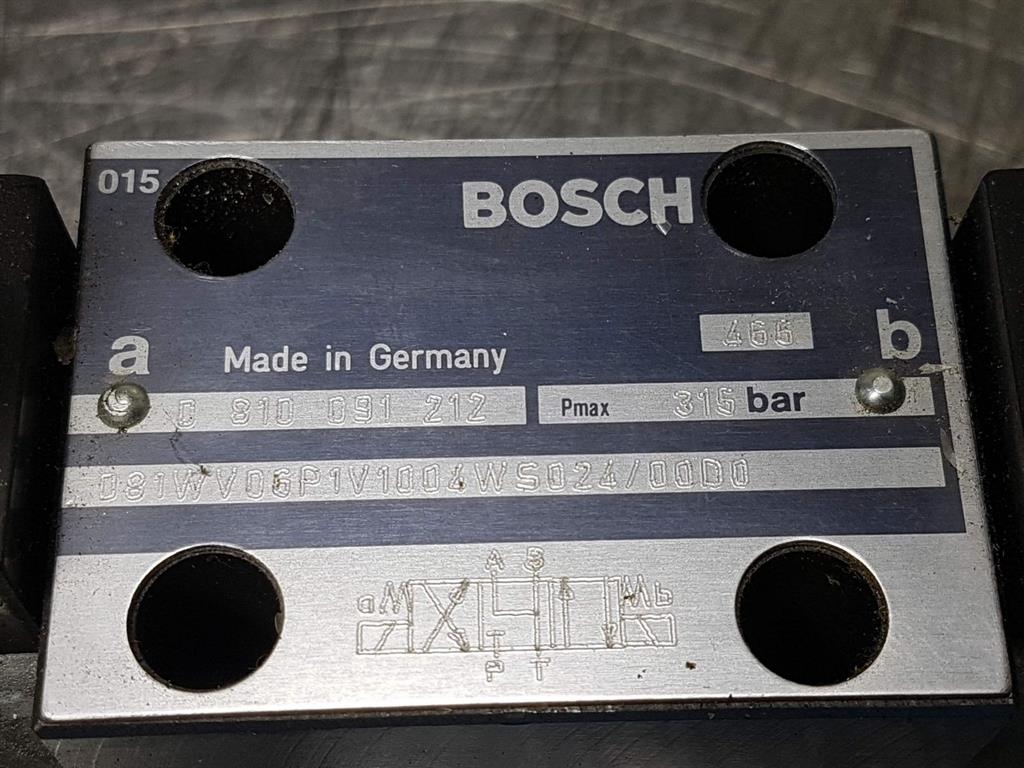 015
BOSCH
466
a b
Made in Germany
0 810 091 212 Pmax 315 bar
081WV06P1V1004WS024/00D0
A B
a W W b
P T